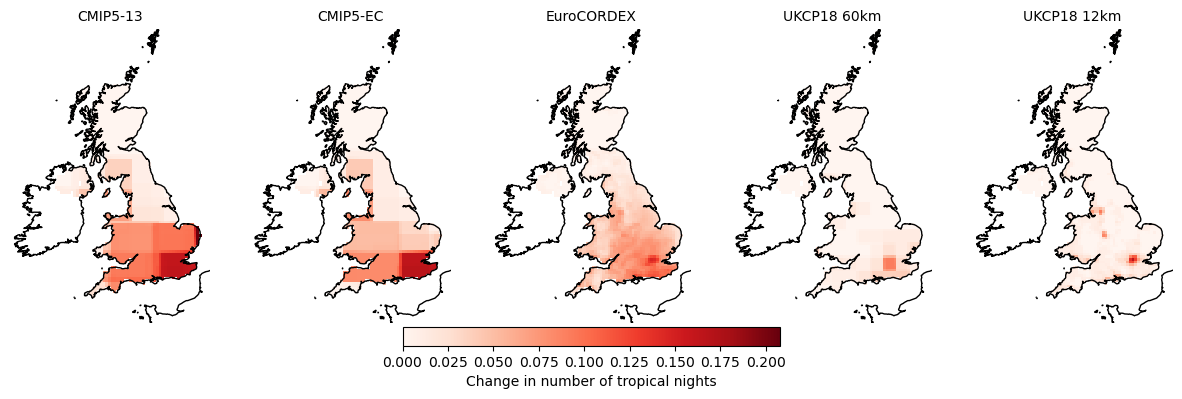 CMIP5-13 CMIP5-EC EuroCORDEX UKCP18 60km UKCP18 12km
0.000 0.025 0.050 0.075 0.100 0.125 0.150 0.175 0.200
Change in number of tropical nights